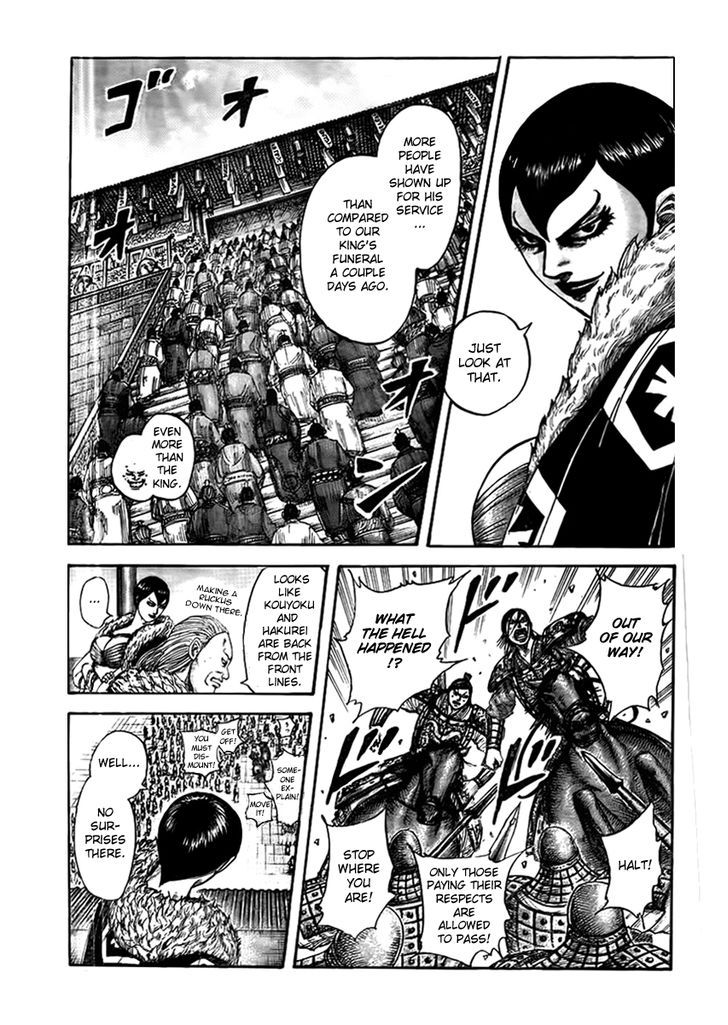 JUST
LOOK
AT
THAT.
MORE
PEOPLE
HAVE
SHOWN UP
FOR HIS
SERVICE
...
THAN
COMPARED
TO OUR
KING'S
FUNERAL
A COUPLE
DAYS AGO.
EVEN
MORE
THAN
THE
KING.
ゴ
オ
オ
オ
ン
OUT
OF OUR
WAY!
WHAT
THE HELL
HAPPENED
!?
ド
ド
ド
HALT!
ONLY THOSE
PAYING THEIR
RESPECTS
ARE
ALLOWED
TO PASS!
STOP
WHERE
YOU
ARE!
LOOKS
LIKE
KOUYOKU
AND
HAKUREI
ARE BACK
FROM THE
FRONT
LINES.
MAKING A
RUCKUS
DOWN THERE.
...
SOME-
ONE
EX-
PLAIN!
GET
OFF!
YOU
MUST
DIS-
MOUNT!
MOVE
IT!
WELL...
NO
SUR-
PRISES
THERE.